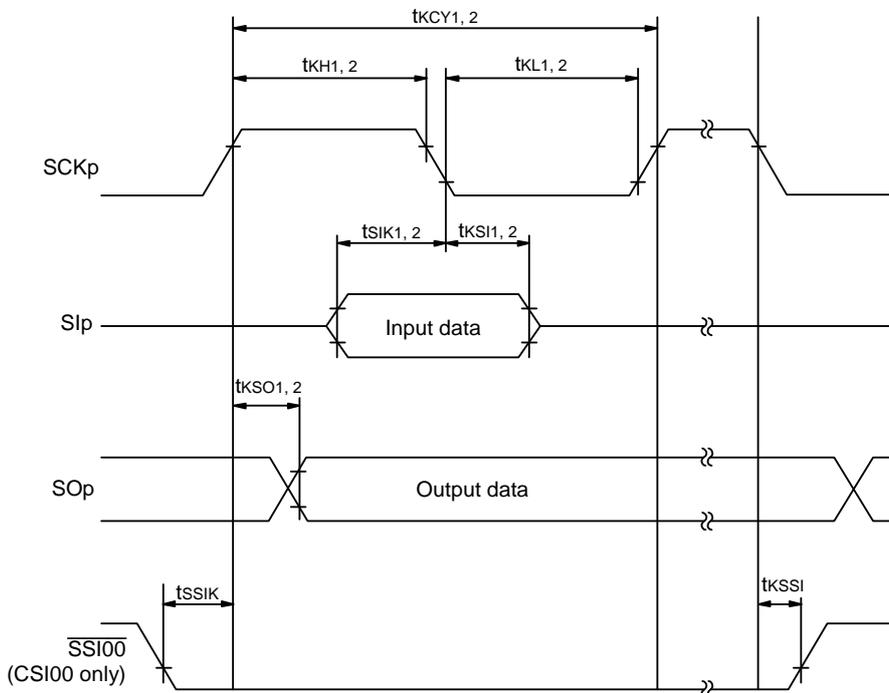 tKCY1, 2
tKH1, 2
tKL1, 2
SCKp
tSIK1, 2
tKSI1, 2
SIp
Input data
tKSO1, 2
SOp
Output data
tSSIK
tKSSI
SSI00
(CSI00 only)